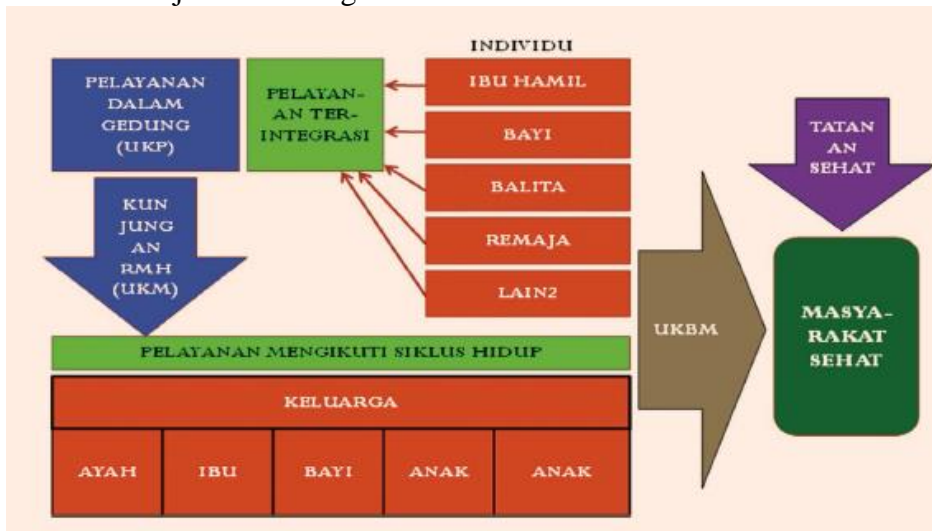 INDIVIDU
PELAYANAN
DALAM
GEDUNG
(UKP)
PELAYAN-
AN TER-
INTEGRASI
IBU HAMIL
BAYI
BALITA
REMAJA
LAIN2
KUN
JUNG
AN
RMH
(UKM)
PELAYANAN MENGIKUTI SIKLUS HIDUP
KELUARGA
AYAH
IBU
BAYI
ANAK
ANAK
UKBM
TATAN
AN
SEHAT
MASYA-
RAKAT
SEHAT